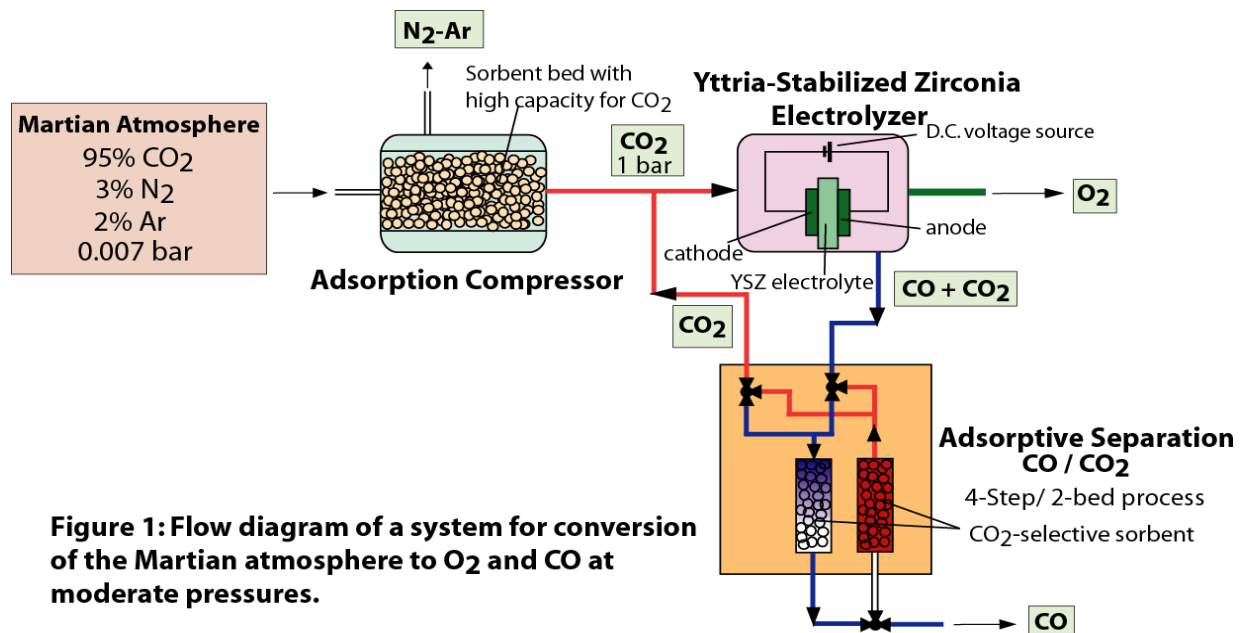 N2-Ar
Sorbent bed with
high capacity for CO2
Martian Atmosphere
95% CO2
3% N2
2% Ar
0.007 bar
Adsorption Compressor
CO2
1 bar
Yttria-Stabilized Zirconia
Electrolyzer
D.C. voltage source
cathode
anode
YSZ electrolyte
O2
CO + CO2
CO2
Adsorptive Separation
CO / CO2
4-Step/ 2-bed process
CO2-selective sorbent
CO
Figure 1: Flow diagram of a system for conversion
of the Martian atmosphere to O2 and CO at
moderate pressures.